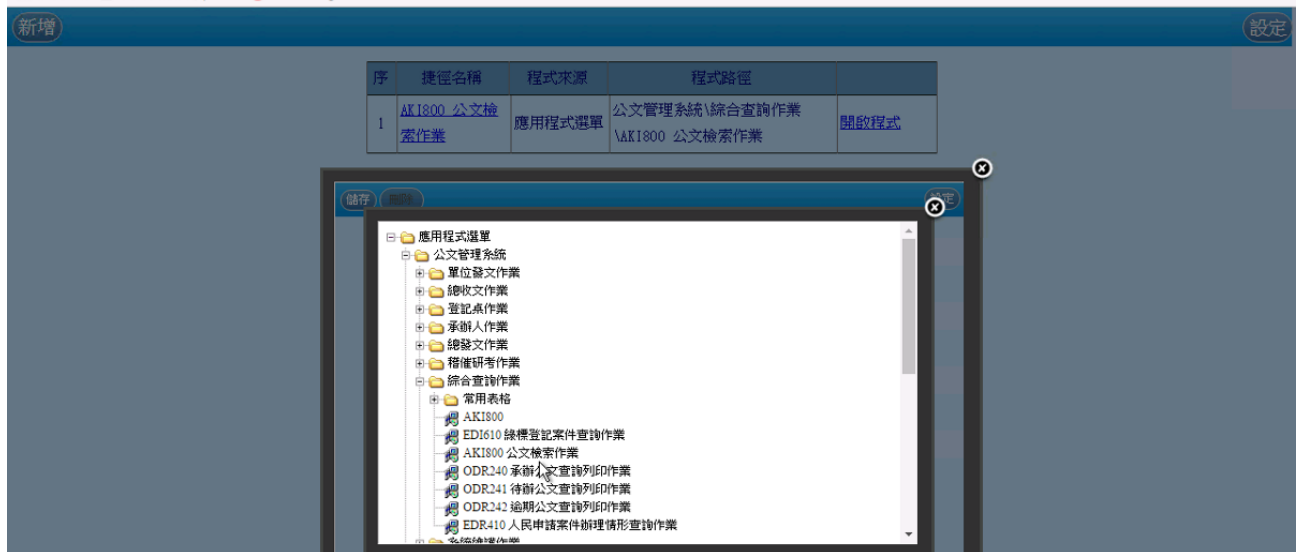 新增
設定
序 捷徑名稱 程式來源 程式路徑
1 AKI800 公文檢索作業 應用程式選單 公文管理系統\綜合查詢作業\AKI800 公文檢索作業 開啟程式
儲存
應用程式選單
公文管理系統
單位發文作業
總收文作業
登記桌作業
承辦人作業
總發文作業
稽催研考作業
綜合查詢作業
常用表格
AKI800
EDI610 綠標登記案件查詢作業
AKI800 公文檢索作業
ODR240 承辦公文查詢列印作業
ODR241 待辦公文查詢列印作業
ODR242 逾期公文查詢列印作業
EDR410 人民申請案件辦理情形查詢作業
系統維護作業